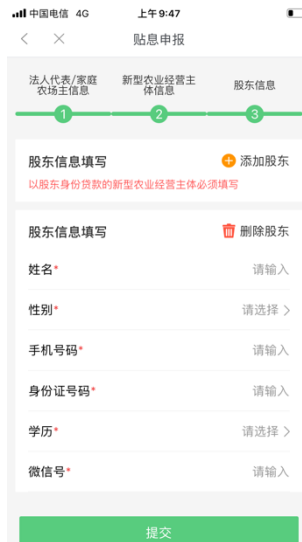 中国电信 4G 上午9:47
贴息申报
法人代表/家庭
农场主信息
新型农业经营主
体信息
股东信息
1 2 3
股东信息填写 添加股东
以股东身份贷款的新型农业经营主体必须填写
股东信息填写 删除股东
姓名* 请输入
性别* 请选择
手机号码* 请输入
身份证号码* 请输入
学历* 请选择
微信号* 请输入
提交